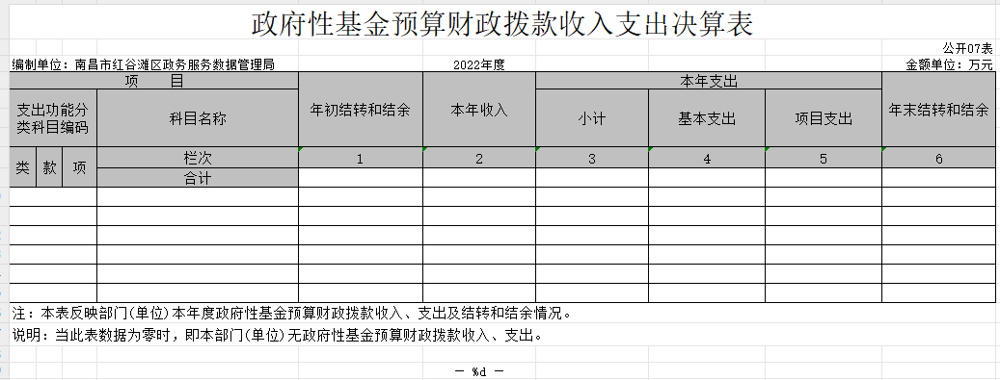 政府性基金预算财政拨款收入支出决算表
公开07表
编制单位：南昌市红谷滩区政务服务数据管理局 2022年度 金额单位：万元
项 目 年初结转和结余 本年收入 本年支出 年末结转和结余
支出功能分类科目编码 科目名称 小计 基本支出 项目支出
类 款 项 栏次 1 2 3 4 5 6
合计
注：本表反映部门(单位)本年度政府性基金预算财政拨款收入、支出及结转和结余情况。
说明：当此表数据为零时，即本部门(单位)无政府性基金预算财政拨款收入、支出。
— %d —